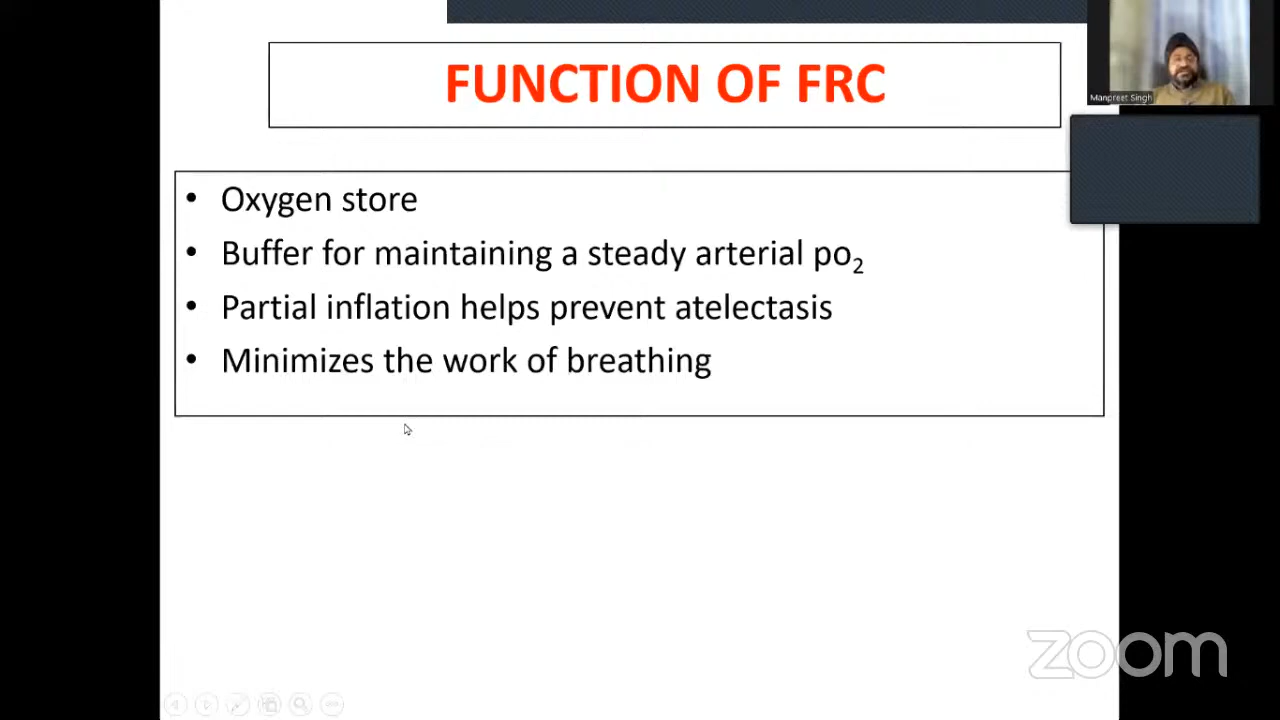 FUNCTION OF FRC
Manpreet Singh
• Oxygen store
• Buffer for maintaining a steady arterial po₂
• Partial inflation helps prevent atelectasis
• Minimizes the work of breathing
zoom